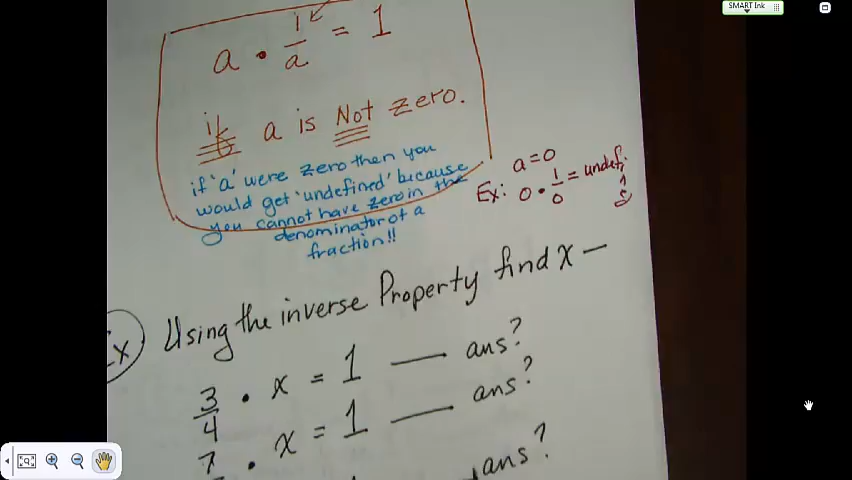 SMART Ink
a · 1/a = 1
if a is Not zero.
if 'a' were zero then you
would get 'undefined' because
you cannot have zero in the
denominator of a
fraction!!
a=0
Ex: 0 · 1/0 = undef.
Ex
Using the inverse Property find x —
3/4 · x = 1 — ans?
· x = 1 — ans?
ans?